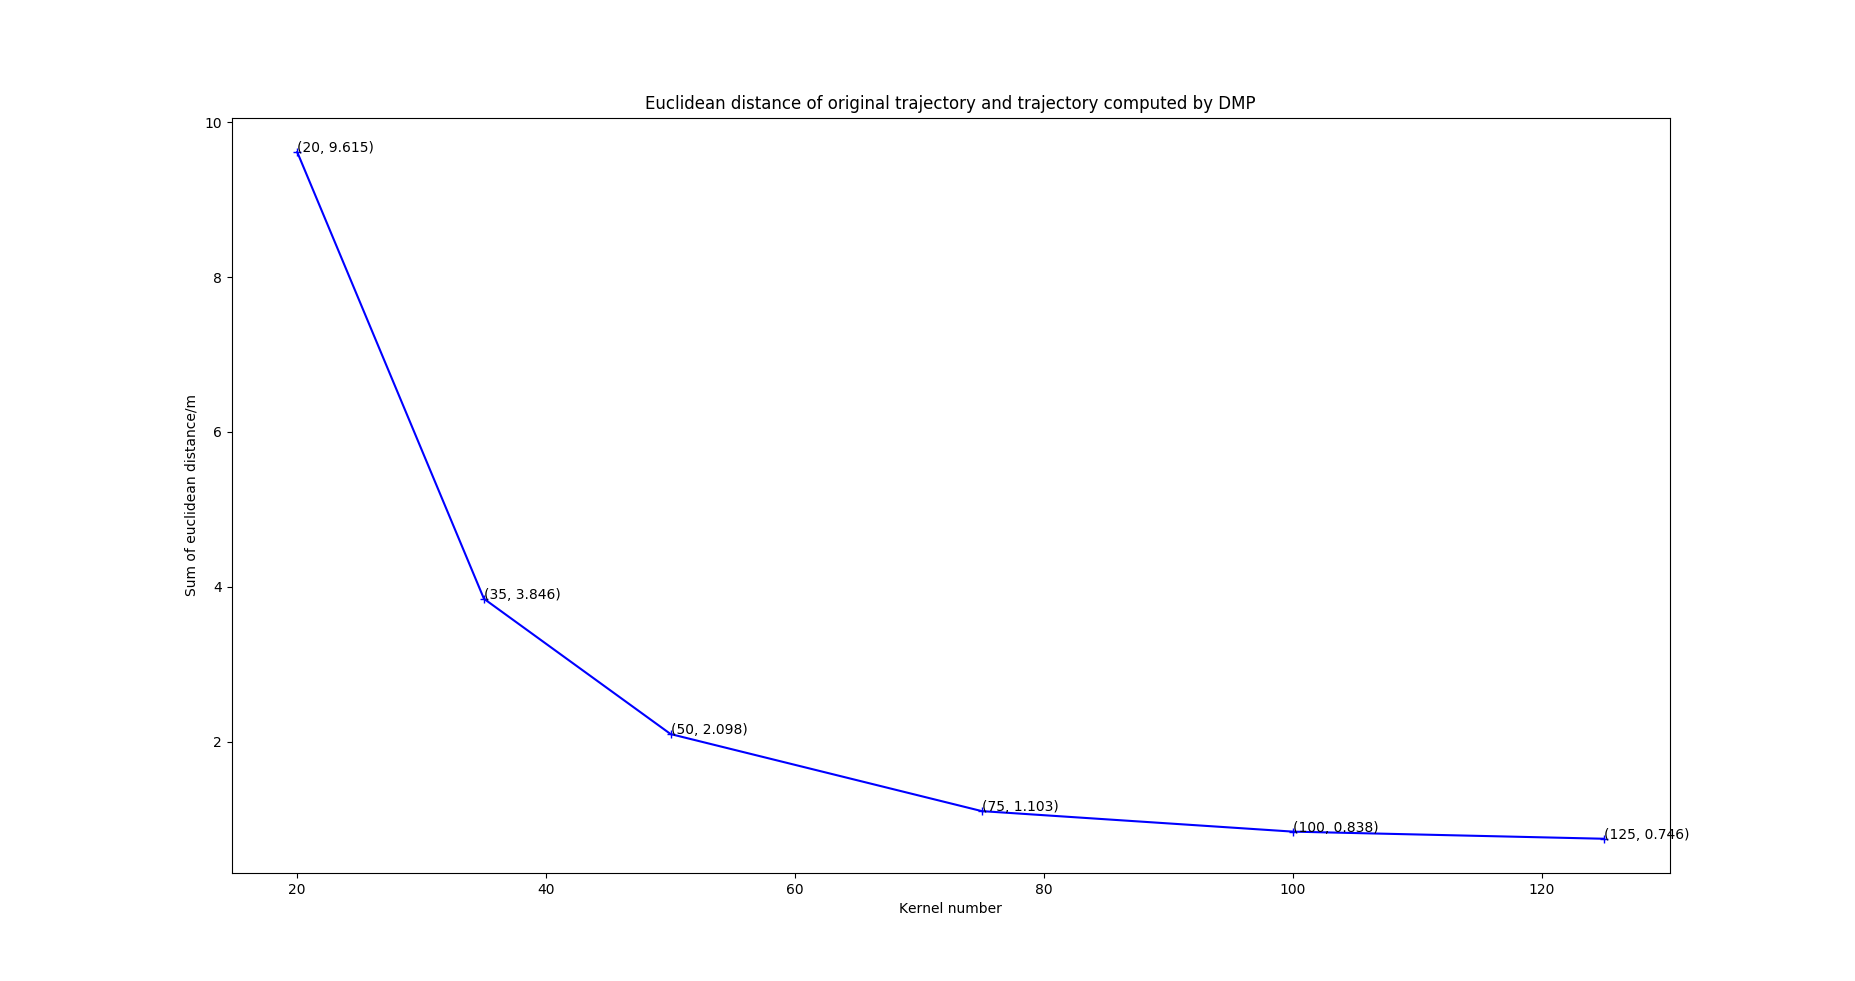 Euclidean distance of original trajectory and trajectory computed by DMP
10
(20, 9.615)
8
6
Sum of euclidean distance/m
4
(35, 3.846)
(50, 2.098)
2
(75, 1.103)
(100, 0.838)
(125, 0.746)
20 40 60 80 100 120
Kernel number